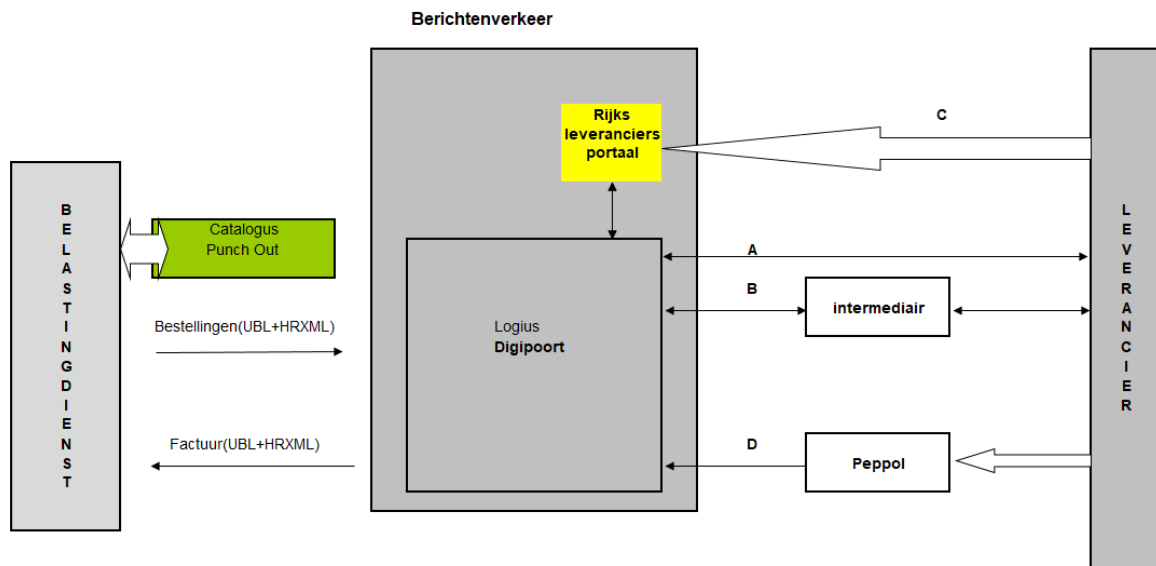 Berichtenverkeer
Rijks
leveranciers
portaal
C
B
E
L
A
S
T
I
N
G
D
I
E
N
S
T
Catalogus
Punch Out
Bestellingen(UBL+HRXML)
Factuur(UBL+HRXML)
Logius
Digipoort
A
B
intermediair
D
Peppol
L
E
V
E
R
A
N
C
I
E
R